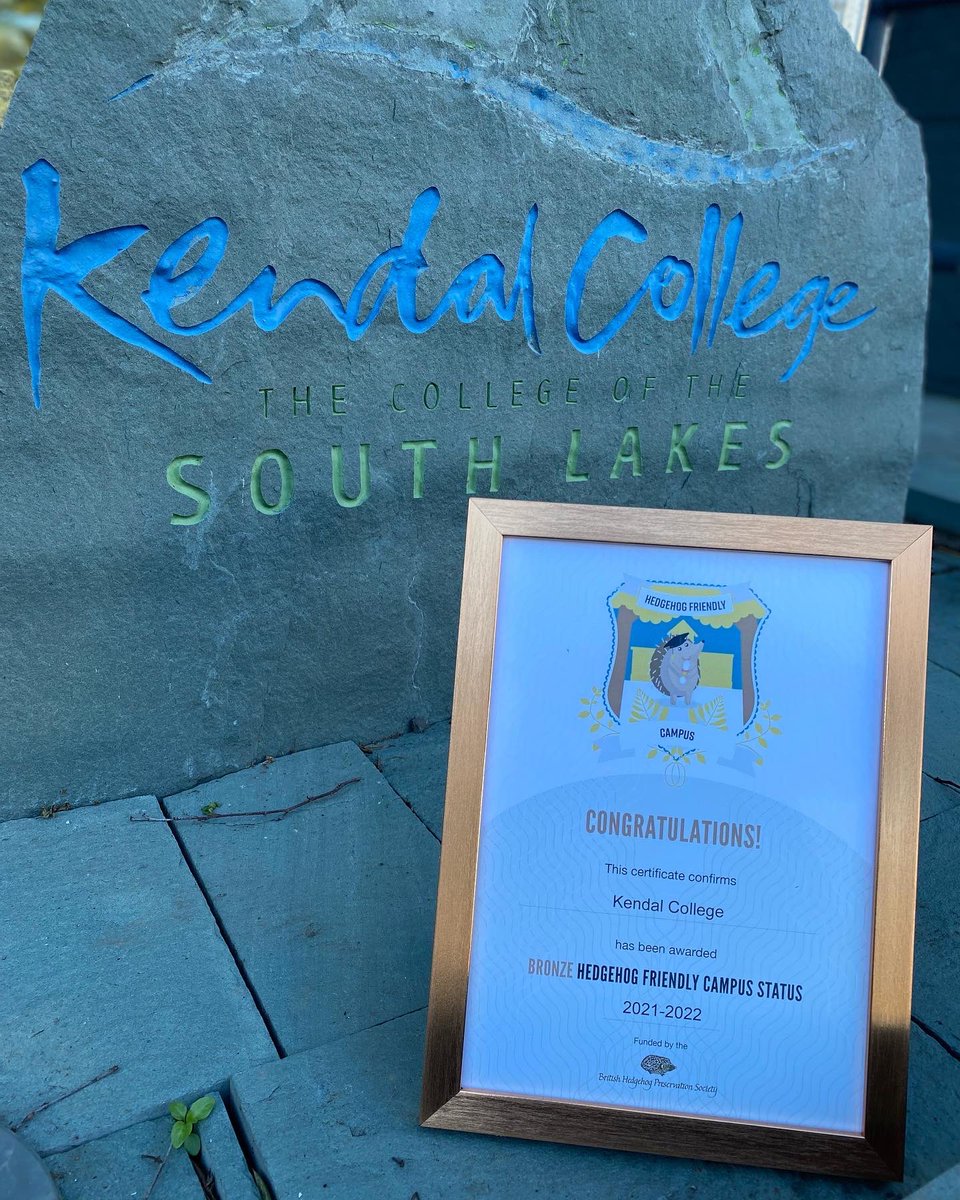 Kendal College
THE COLLEGE OF THE
SOUTH LAKES
HEDGEHOG FRIENDLY
CAMPUS
CONGRATULATIONS!
This certificate confirms
Kendal College
has been awarded
BRONZE HEDGEHOG FRIENDLY CAMPUS STATUS
2021-2022
Funded by the
British Hedgehog Preservation Society